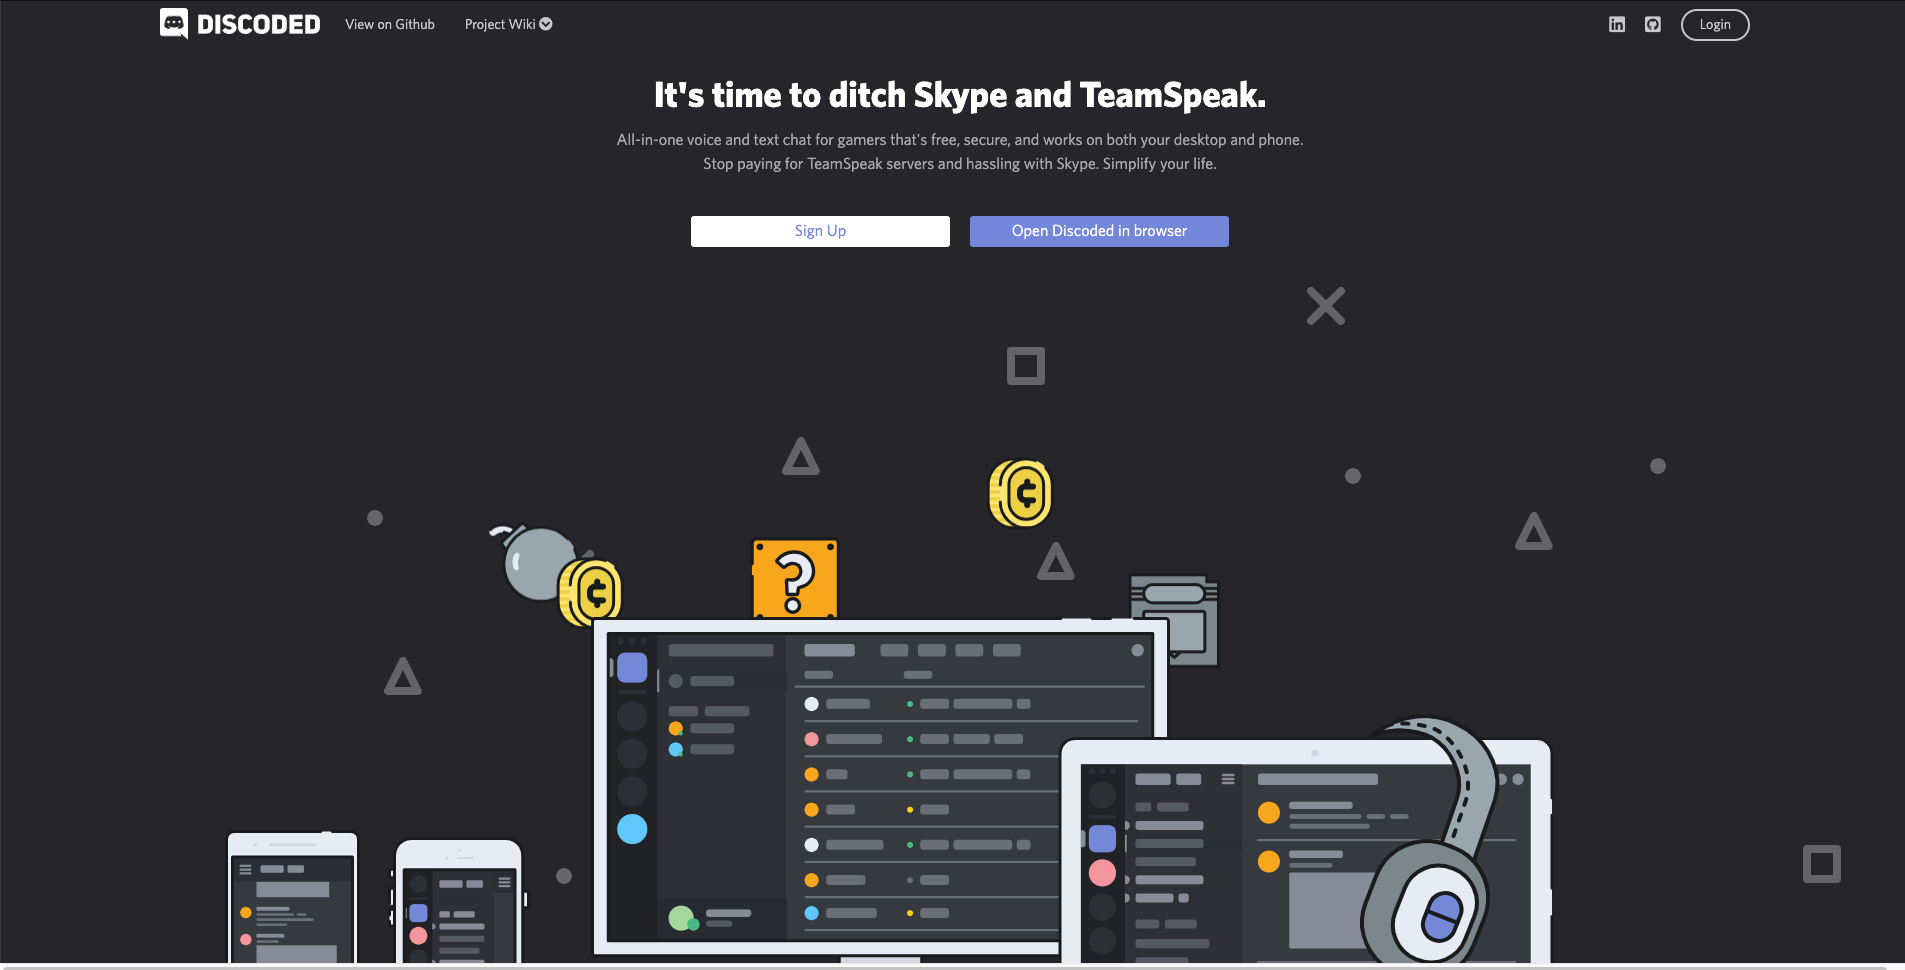 DISCODED
View on Github
Project Wiki
Login
It's time to ditch Skype and TeamSpeak.
All-in-one voice and text chat for gamers that's free, secure, and works on both your desktop and phone.
Stop paying for TeamSpeak servers and hassling with Skype. Simplify your life.
Sign Up
Open Discoded in browser
¢
¢
?